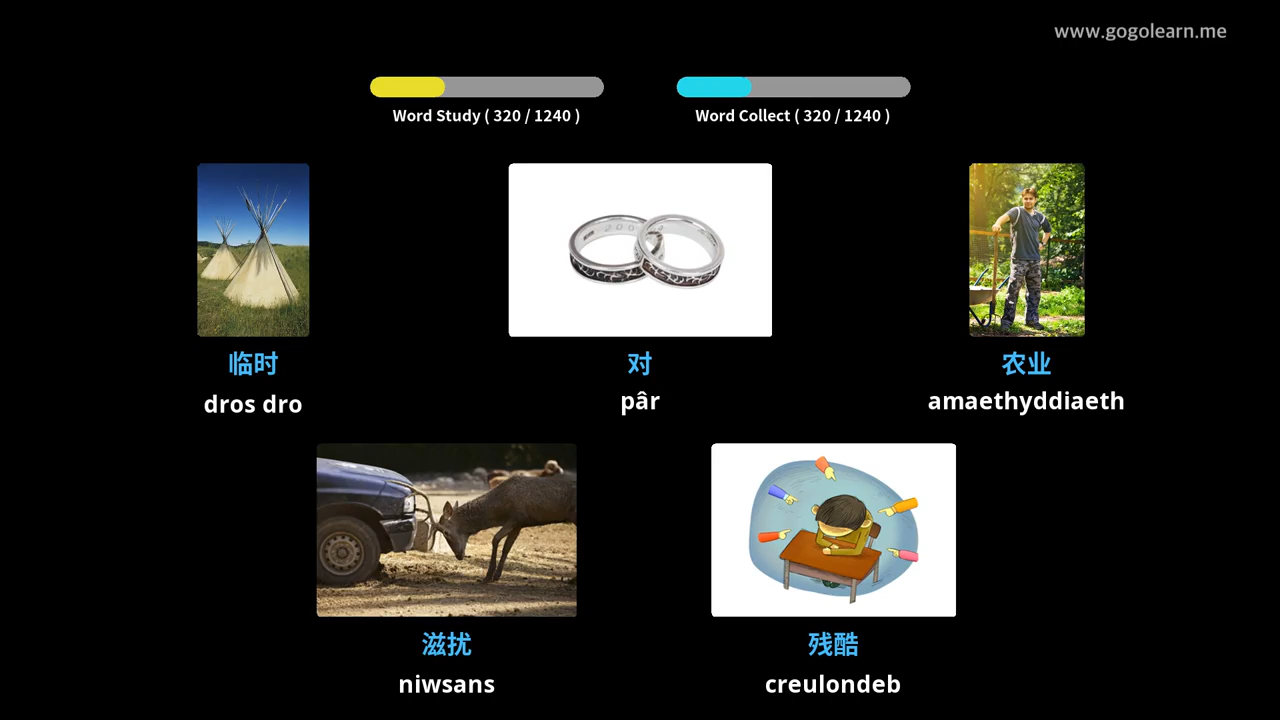 www.gogolearn.me
Word Study ( 320 / 1240 )
Word Collect ( 320 / 1240 )
临时
dros dro
对
pâr
农业
amaethyddiaeth
滋扰
niwsans
残酷
creulondeb